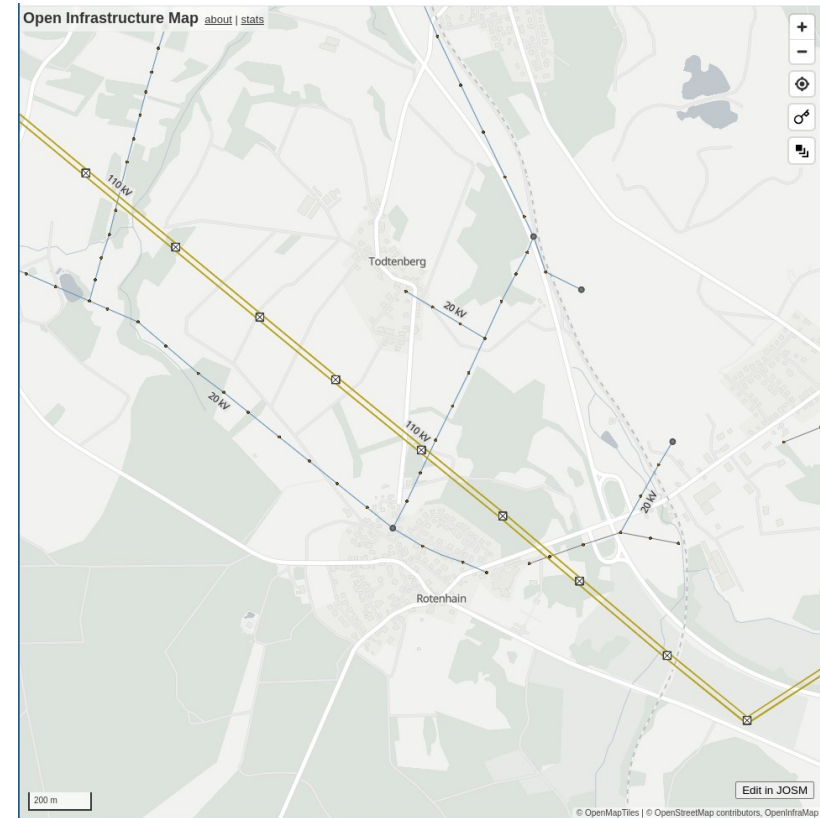 Open Infrastructure Map about | stats
110 kV
Todtenberg
20 kV
20 kV
110 kV
20 kV
Rotenhain
200 m
Edit in JOSM
© OpenMapTiles | © OpenStreetMap contributors, OpenInfraMap